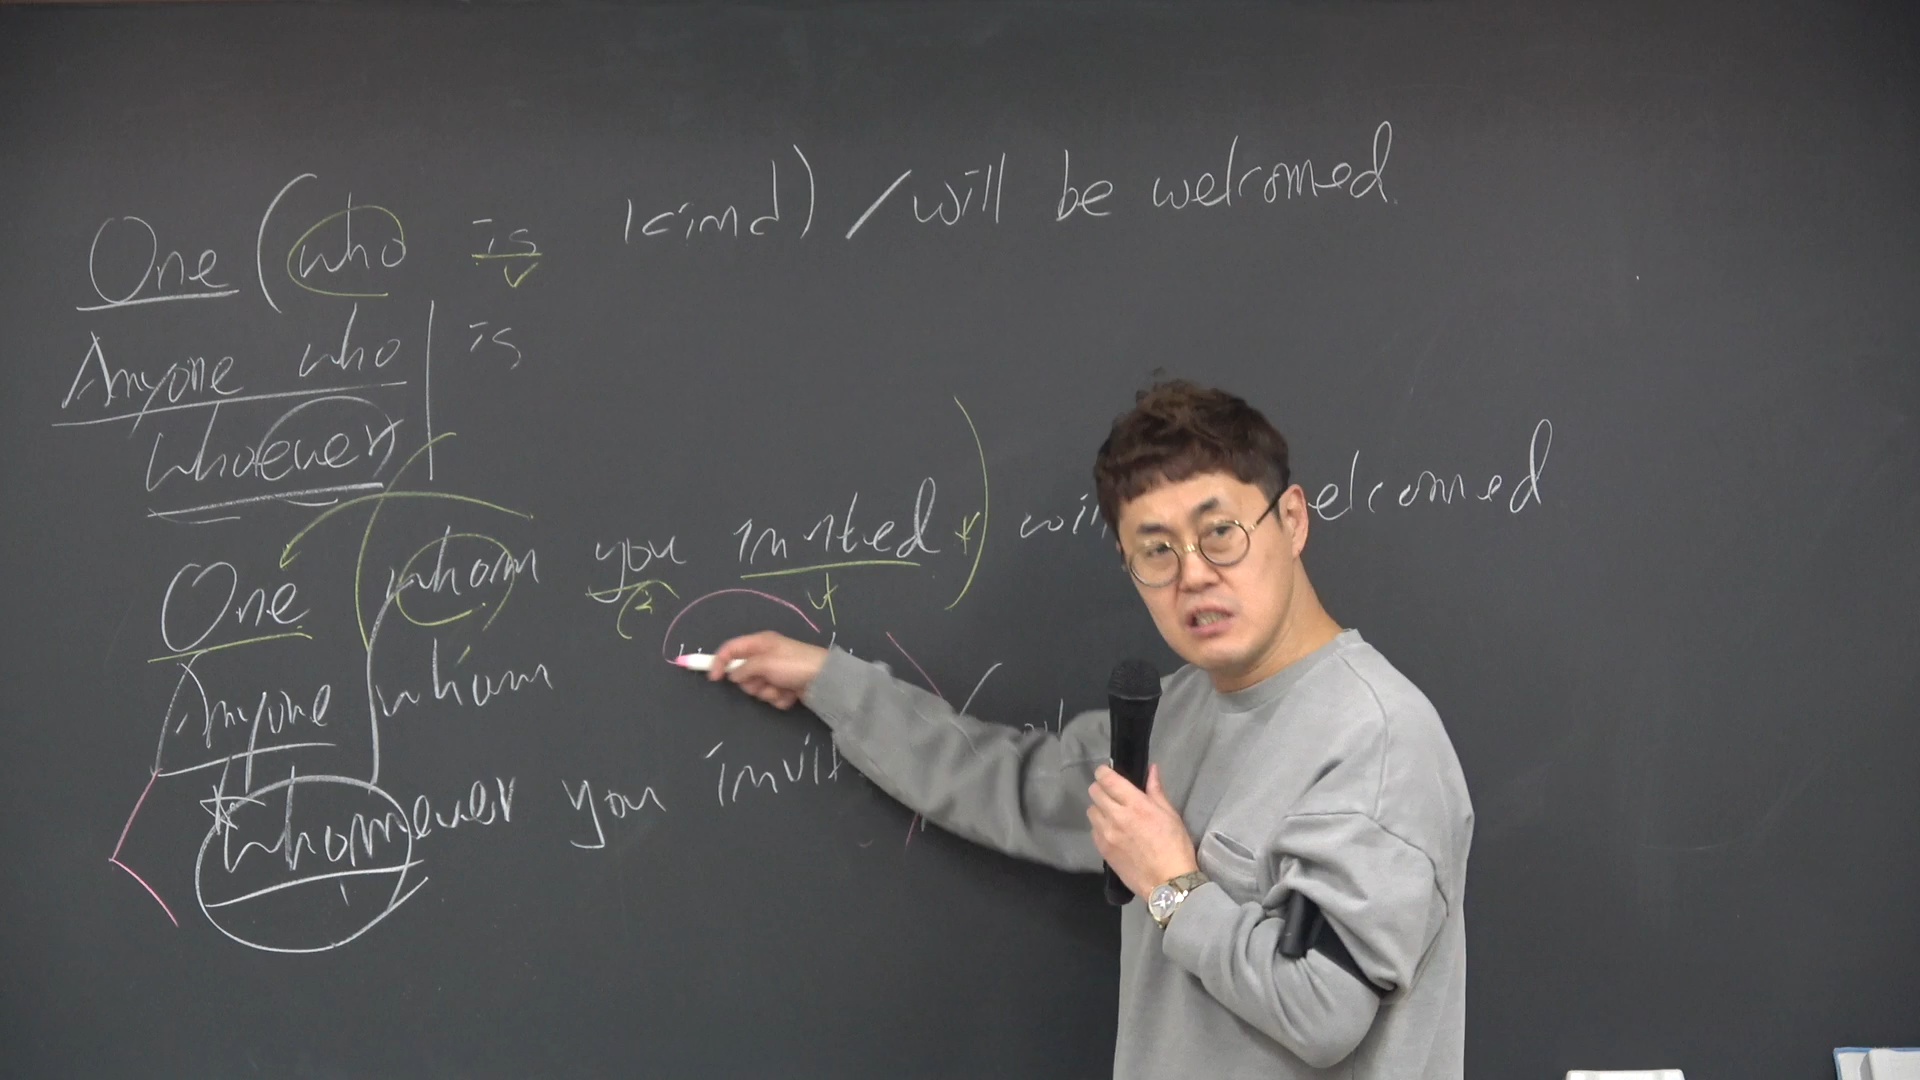 One (who is kind) / will be welcomed.
Anyone who is
whoever
One whom you invited) elcomed
Anyone whom
whomever you invit